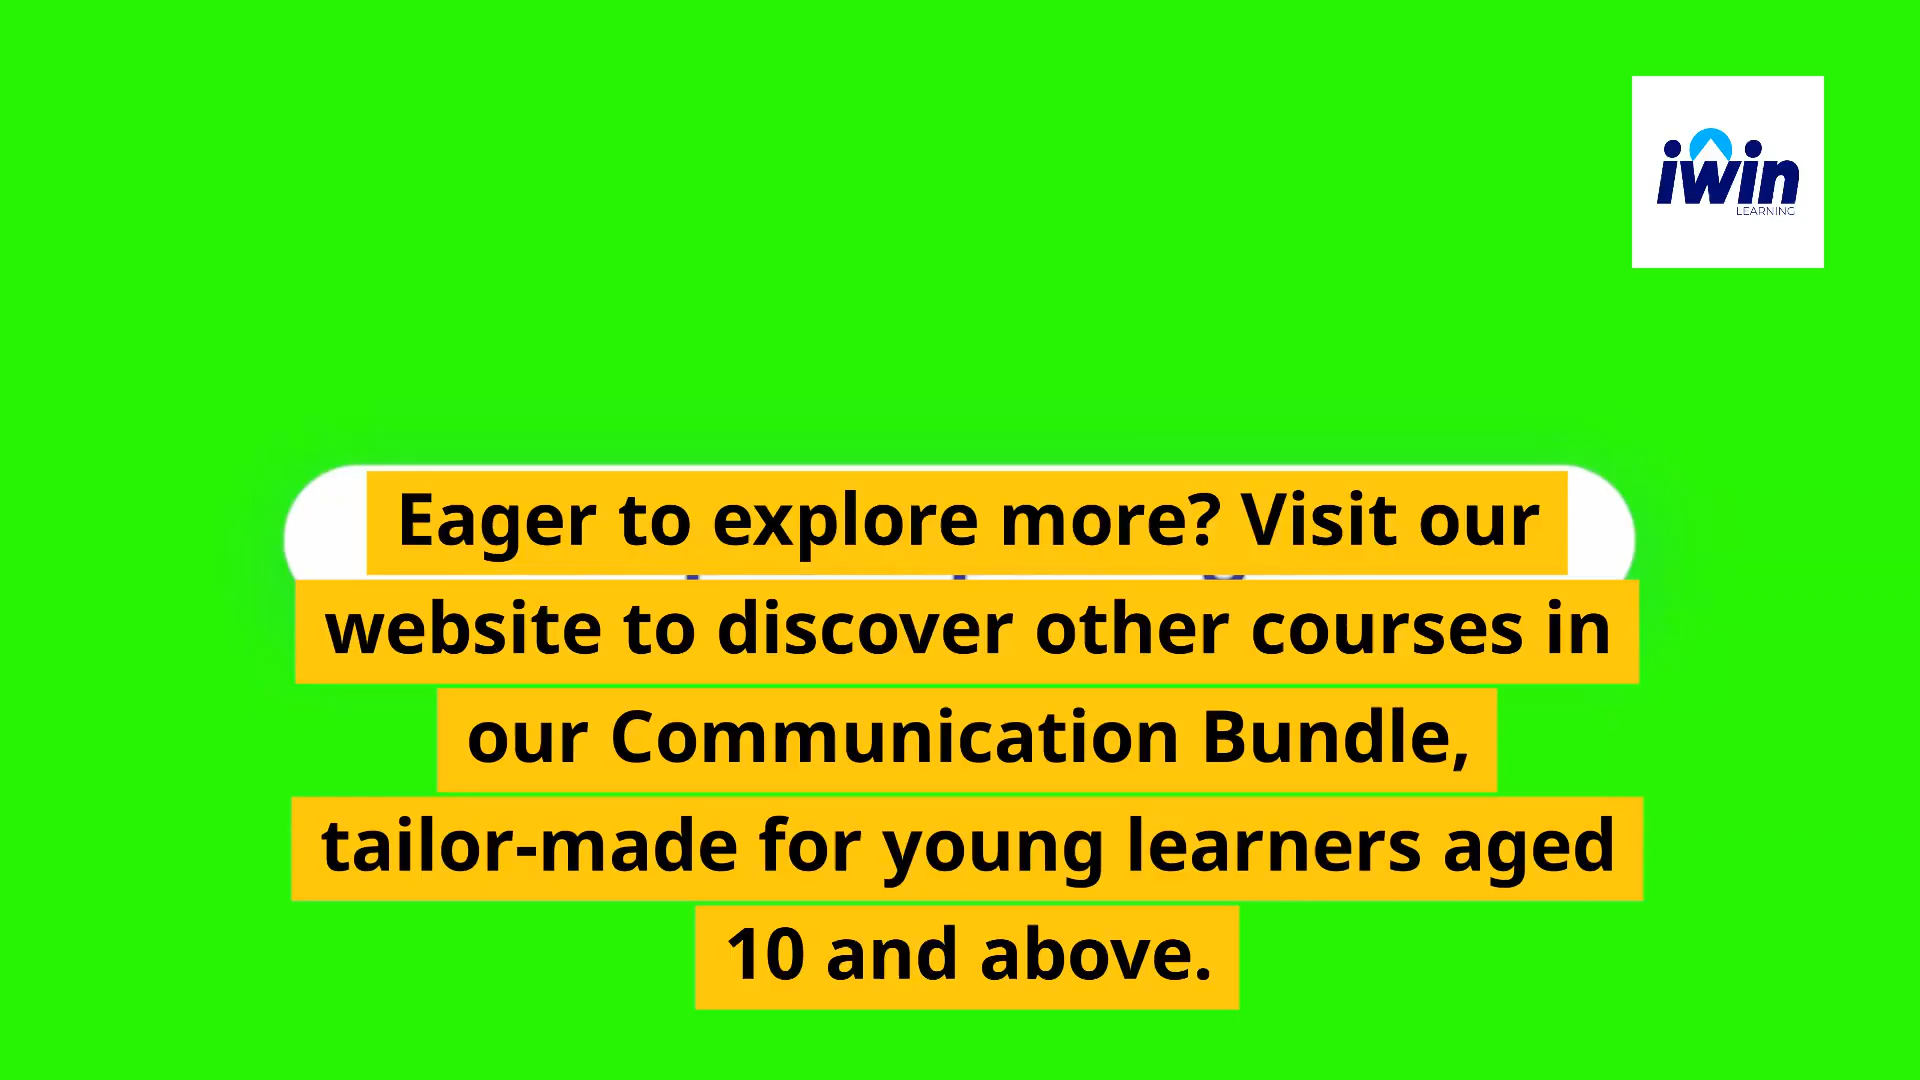 iwin
LEARNING
Eager to explore more? Visit our
website to discover other courses in
our Communication Bundle,
tailor-made for young learners aged
10 and above.